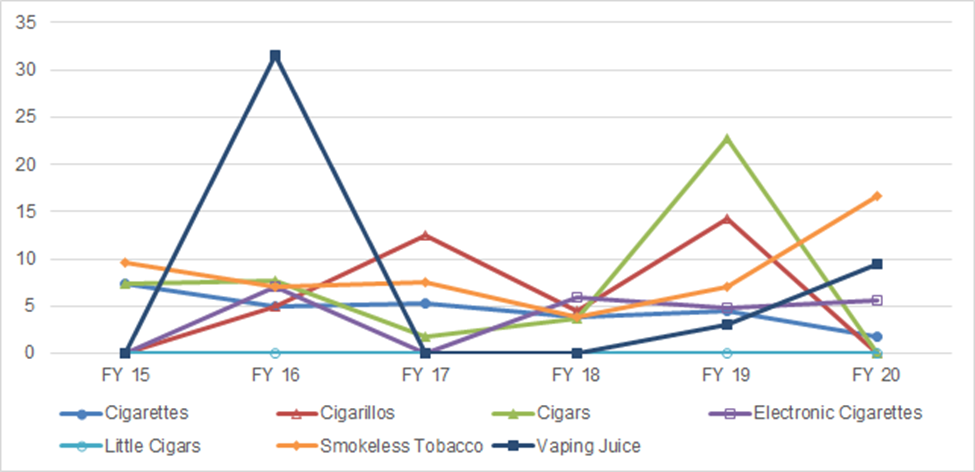 35
30
25
20
15
10
5
0
FY 15 FY 16 FY 17 FY 18 FY 19 FY 20
Cigarettes Cigarillos Cigars Electronic Cigarettes
Little Cigars Smokeless Tobacco Vaping Juice